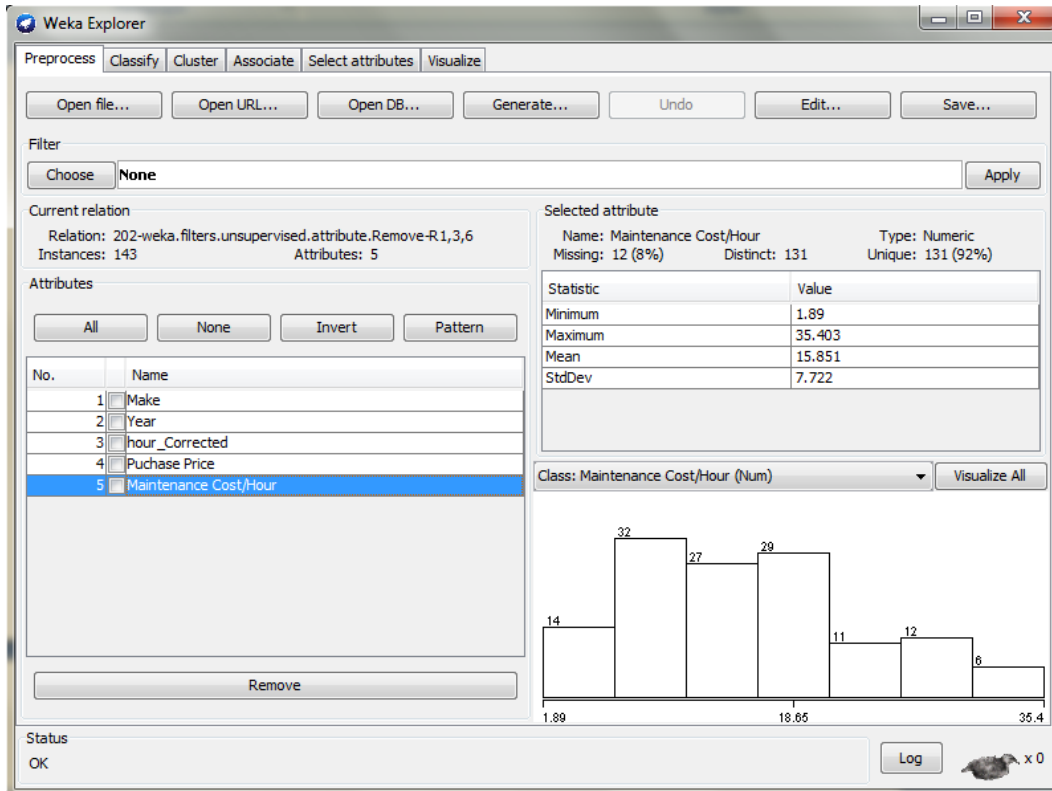 Weka Explorer
Preprocess Classify Cluster Associate Select attributes Visualize
Open file... Open URL... Open DB... Generate... Undo Edit... Save...
Filter
Choose None Apply
Current relation
Relation: 202-weka.filters.unsupervised.attribute.Remove-R1,3,6
Instances: 143 Attributes: 5
Attributes
All None Invert Pattern
No. Name
1 Make
2 Year
3 hour_Corrected
4 Puchase Price
5 Maintenance Cost/Hour
Remove
Selected attribute
Name: Maintenance Cost/Hour Type: Numeric
Missing: 12 (8%) Distinct: 131 Unique: 131 (92%)
Statistic Value
Minimum 1.89
Maximum 35.403
Mean 15.851
StdDev 7.722
Class: Maintenance Cost/Hour (Num) Visualize All
14 32 27 29 11 12 6
1.89 18.65 35.4
Status
OK Log x 0